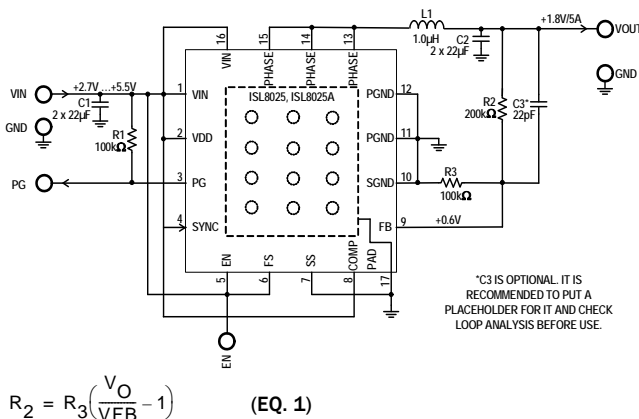 16
15
14
13
VIN
PHASE
PHASE
PHASE
L1
1.0µH
C2
2 x 22µF
+1.8V/5A
VOUT
GND
VIN
+2.7V ...+5.5V
C1
2 x 22µF
GND
R1
100kΩ
PG
1
VIN
2
VDD
3
PG
4
SYNC
ISL8025, ISL8025A
PGND
12
PGND
11
SGND
10
FB
9
R3
100kΩ
+0.6V
R2
200kΩ
C3*
22pF
EN
FS
SS
COMP
PAD
5
6
7
8
17
EN
*C3 IS OPTIONAL. IT IS
RECOMMENDED TO PUT A
PLACEHOLDER FOR IT AND CHECK
LOOP ANALYSIS BEFORE USE.
R₂ = R₃(V_O/VFB − 1) (EQ. 1)